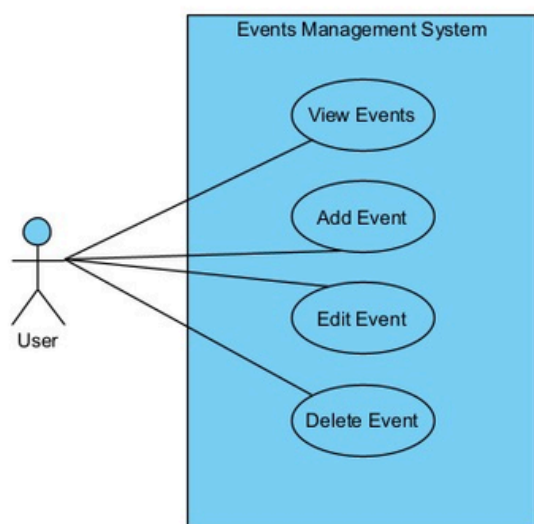 Events Management System
View Events
Add Event
Edit Event
User
Delete Event